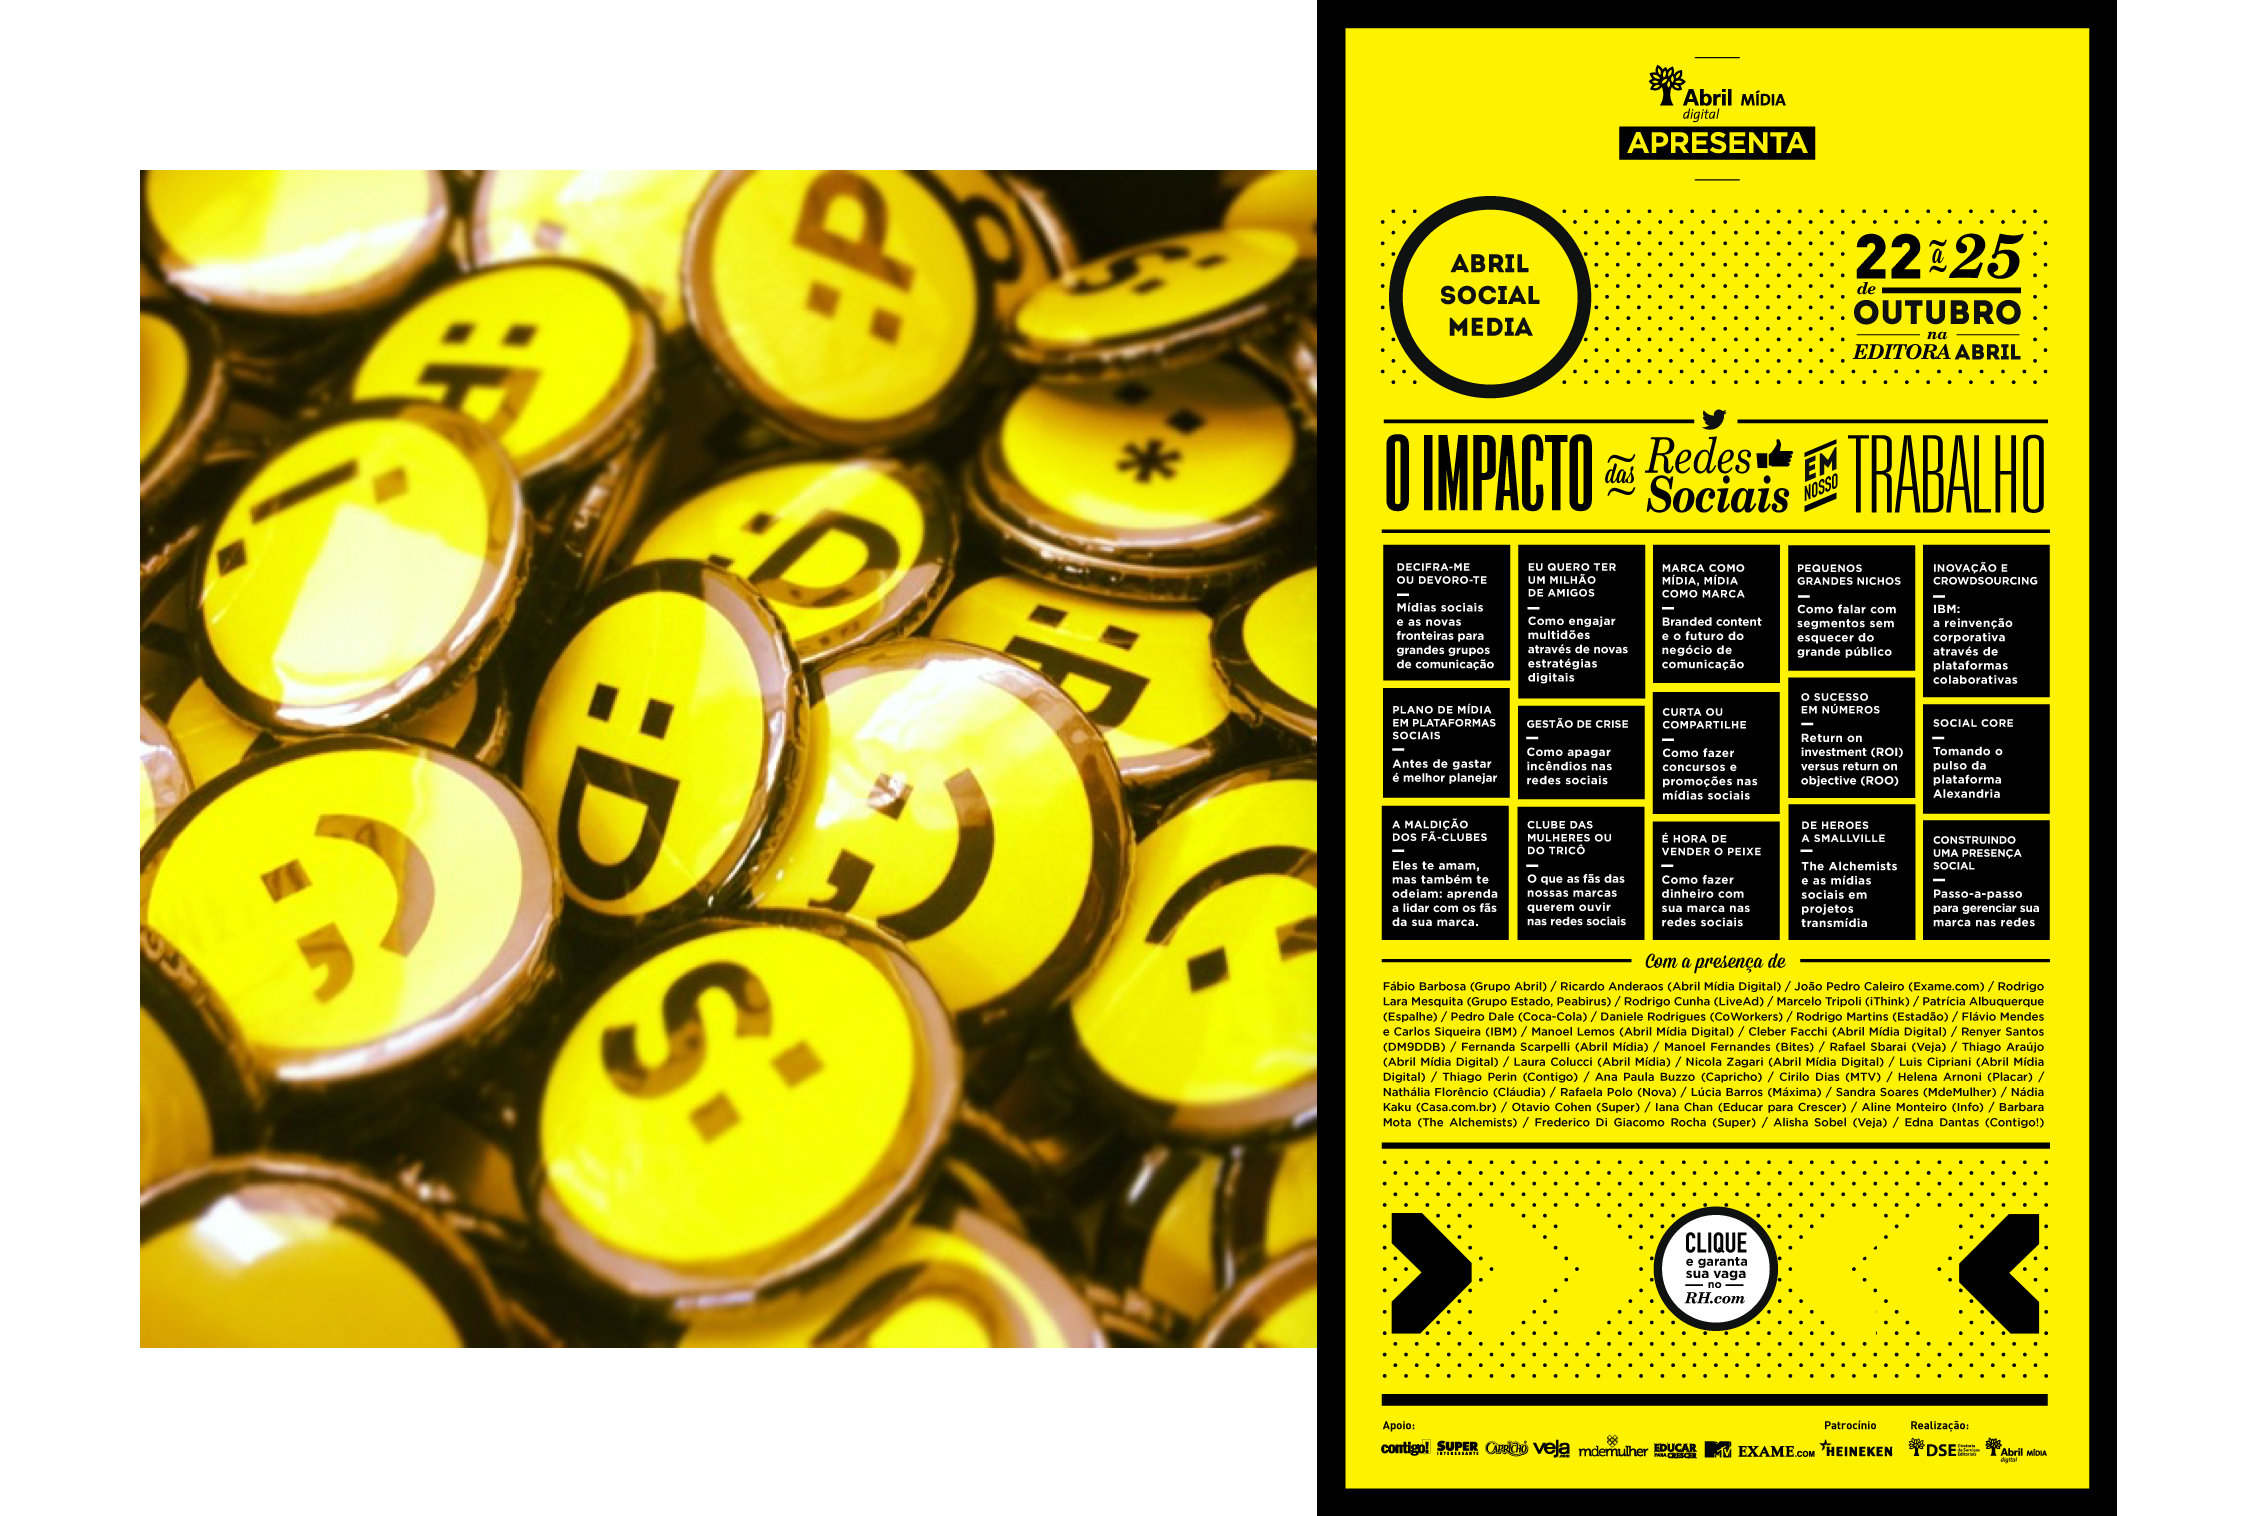 :P
:D
:S
;)
:*
Abril MÍDIA
digital
APRESENTA
ABRIL
SOCIAL
MEDIA
22 a 25
de
OUTUBRO
na
EDITORA ABRIL
O IMPACTO das Redes Sociais EM NOSSO TRABALHO
DECIFRA-ME
OU DEVORO-TE
Mídias sociais
e as novas
fronteiras para
grandes grupos
de comunicação
EU QUERO TER
UM MILHÃO
DE AMIGOS
Como engajar
multidões
através de novas
estratégias
digitais
MARCA COMO
MÍDIA, MÍDIA
COMO MARCA
Branded content
e o futuro do
negócio de
comunicação
PEQUENOS
GRANDES NICHOS
Como falar com
segmentos sem
esquecer do
grande público
INOVAÇÃO E
CROWDSOURCING
IBM:
a reinvenção
corporativa
através de
plataformas
colaborativas
PLANO DE MÍDIA
EM PLATAFORMAS
SOCIAIS
Antes de gastar
é melhor planejar
GESTÃO DE CRISE
Como apagar
incêndios nas
redes sociais
CURTA OU
COMPARTILHE
Como fazer
concursos e
promoções nas
mídias sociais
O SUCESSO
EM NÚMEROS
Return on
investment (ROI)
versus return on
objective (ROO)
SOCIAL CORE
Tomando o
pulso da
plataforma
Alexandria
A MALDIÇÃO
DOS FÃ-CLUBES
Eles te amam,
mas também te
odeiam: aprenda
a lidar com os fãs
da sua marca.
CLUBE DAS
MULHERES OU
DO TRICÔ
O que as fãs das
nossas marcas
querem ouvir
nas redes sociais
É HORA DE
VENDER O PEIXE
Como fazer
dinheiro com
sua marca nas
redes sociais
DE HEROES
A SMALLVILLE
The Alchemists
e as mídias
sociais em
projetos
transmídia
CONSTRUINDO
UMA PRESENÇA
SOCIAL
Passo-a-passo
para gerenciar sua
marca nas redes
Com a presença de
Fábio Barbosa (Grupo Abril) / Ricardo Anderaos (Abril Mídia Digital) / João Pedro Caleiro (Exame.com) / Rodrigo
Lara Mesquita (Grupo Estado, Peabirus) / Rodrigo Cunha (LiveAd) / Marcelo Tripoli (iThink) / Patrícia Albuquerque
(Espalhe) / Pedro Dale (Coca-Cola) / Daniele Rodrigues (CoWorkers) / Rodrigo Martins (Estadão) / Flávio Mendes
e Carlos Siqueira (IBM) / Manoel Lemos (Abril Mídia Digital) / Cleber Facchi (Abril Mídia Digital) / Renyer Santos
(DM9DDB) / Fernanda Scarpelli (Abril Mídia) / Manoel Fernandes (Bites) / Rafael Sbarai (Veja) / Thiago Araújo
(Abril Mídia Digital) / Laura Colucci (Abril Mídia) / Nicola Zagari (Abril Mídia Digital) / Luis Cipriani (Abril Mídia
Digital) / Thiago Perin (Contigo) / Ana Paula Buzzo (Capricho) / Cirilo Dias (MTV) / Helena Arnoni (Placar) /
Nathália Florêncio (Cláudia) / Rafaela Polo (Nova) / Lúcia Barros (Máxima) / Sandra Soares (MdeMulher) / Nádia
Kaku (Casa.com.br) / Otavio Cohen (Super) / Iana Chan (Educar para Crescer) / Aline Monteiro (Info) / Barbara
Mota (The Alchemists) / Frederico Di Giacomo Rocha (Super) / Alisha Sobel (Veja) / Edna Dantas (Contigo!)
CLIQUE
e garanta
sua vaga
no
RH.com
Apoio:
Patrocínio
Realização:
contigo! SUPER INTERESSANTE CAPRICHO veja mdemulher EDUCAR PARA CRESCER MTV EXAME.COM HEINEKEN DSE Abril MÍDIA digital